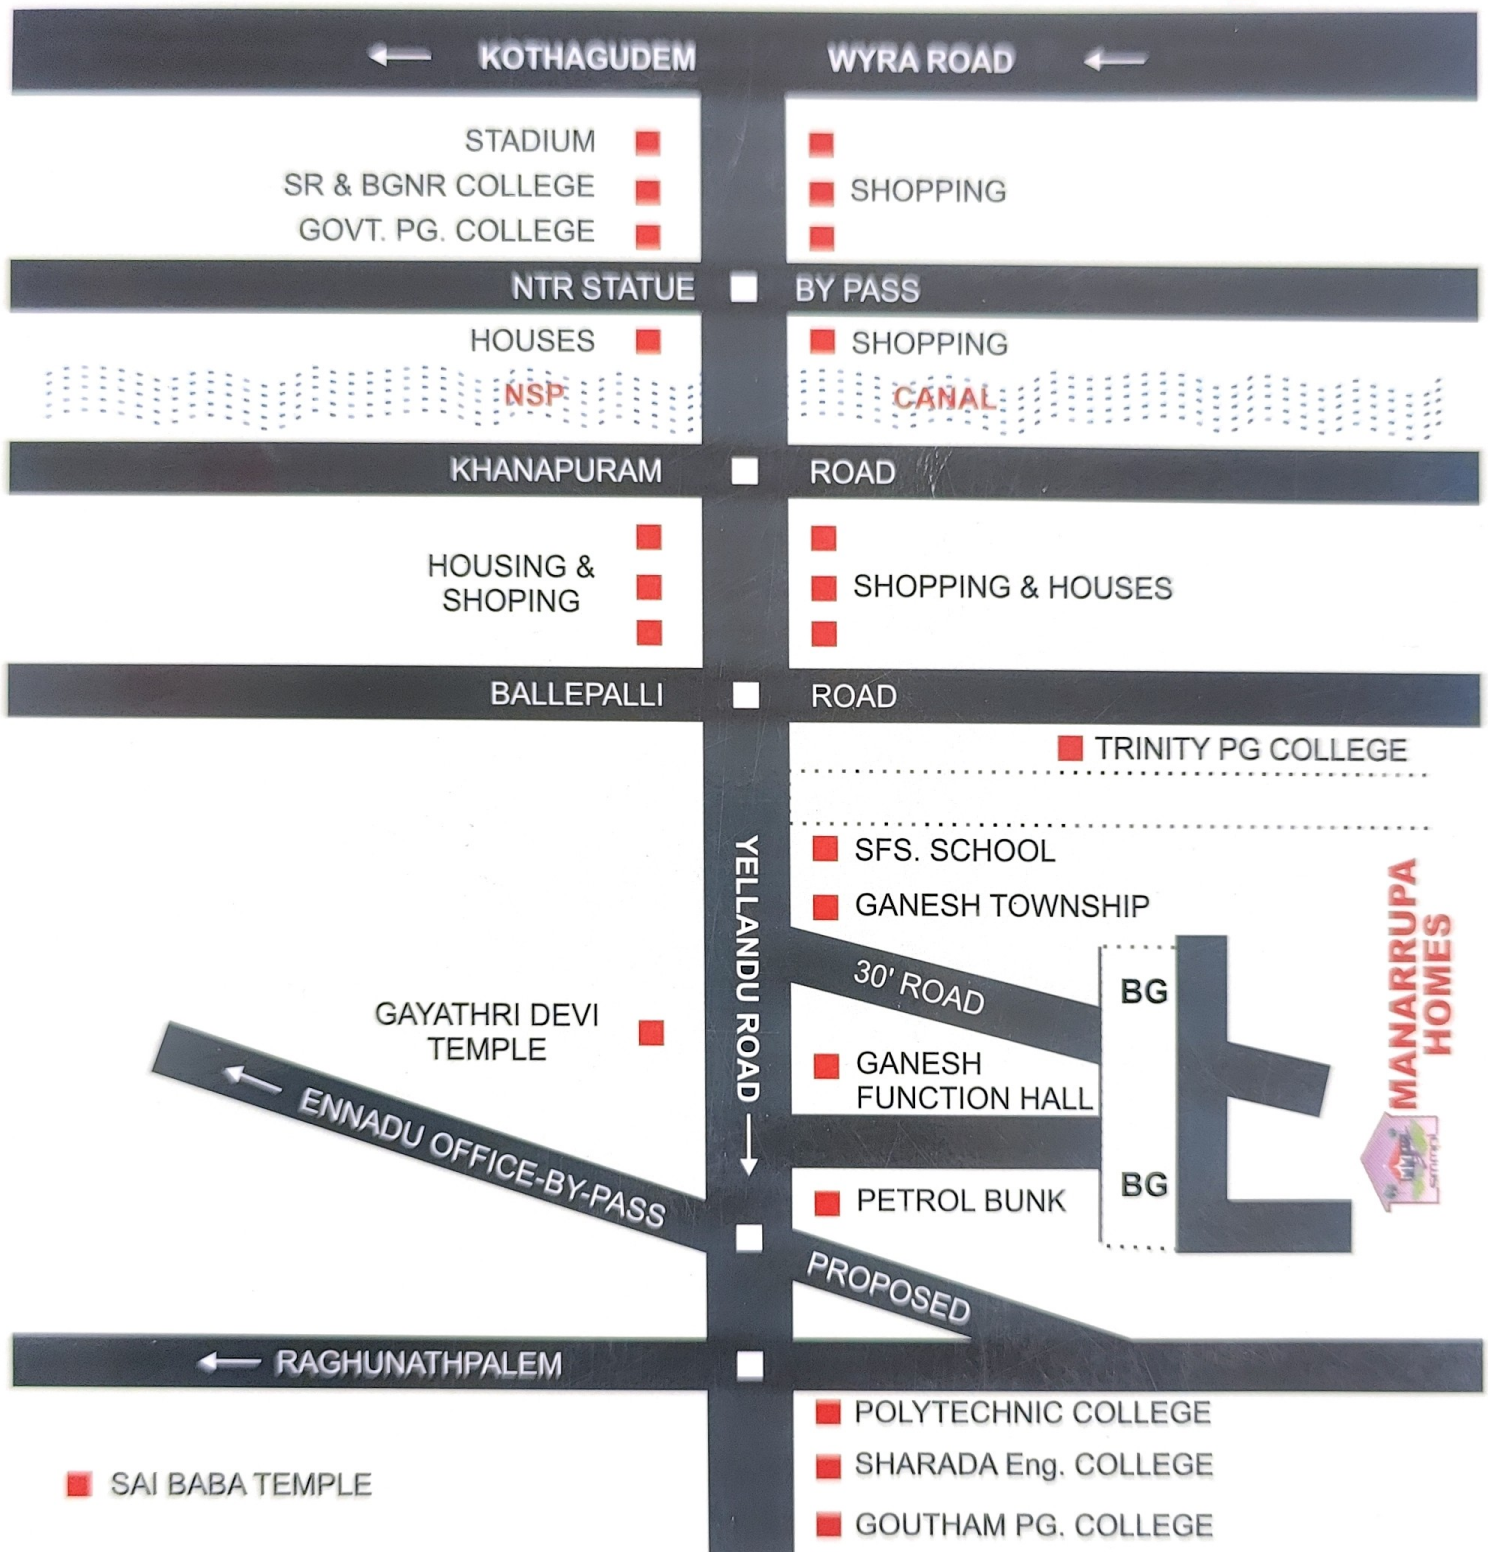 KOTHAGUDEM WYRA ROAD
STADIUM
SR & BGNR COLLEGE
SHOPPING
GOVT. PG. COLLEGE
NTR STATUE BY PASS
HOUSES SHOPPING
NSP CANAL
KHANAPURAM ROAD
HOUSING &
SHOPING
SHOPPING & HOUSES
BALLEPALLI ROAD
TRINITY PG COLLEGE
SFS. SCHOOL
GANESH TOWNSHIP
YELLANDU ROAD
30' ROAD
BG
MANARRUPA
HOMES
GAYATHRI DEVI
TEMPLE
GANESH
FUNCTION HALL
ENNADU OFFICE-BY-PASS
BG
PETROL BUNK
PROPOSED
RAGHUNATHPALEM
POLYTECHNIC COLLEGE
SHARADA Eng. COLLEGE
SAI BABA TEMPLE
GOUTHAM PG. COLLEGE